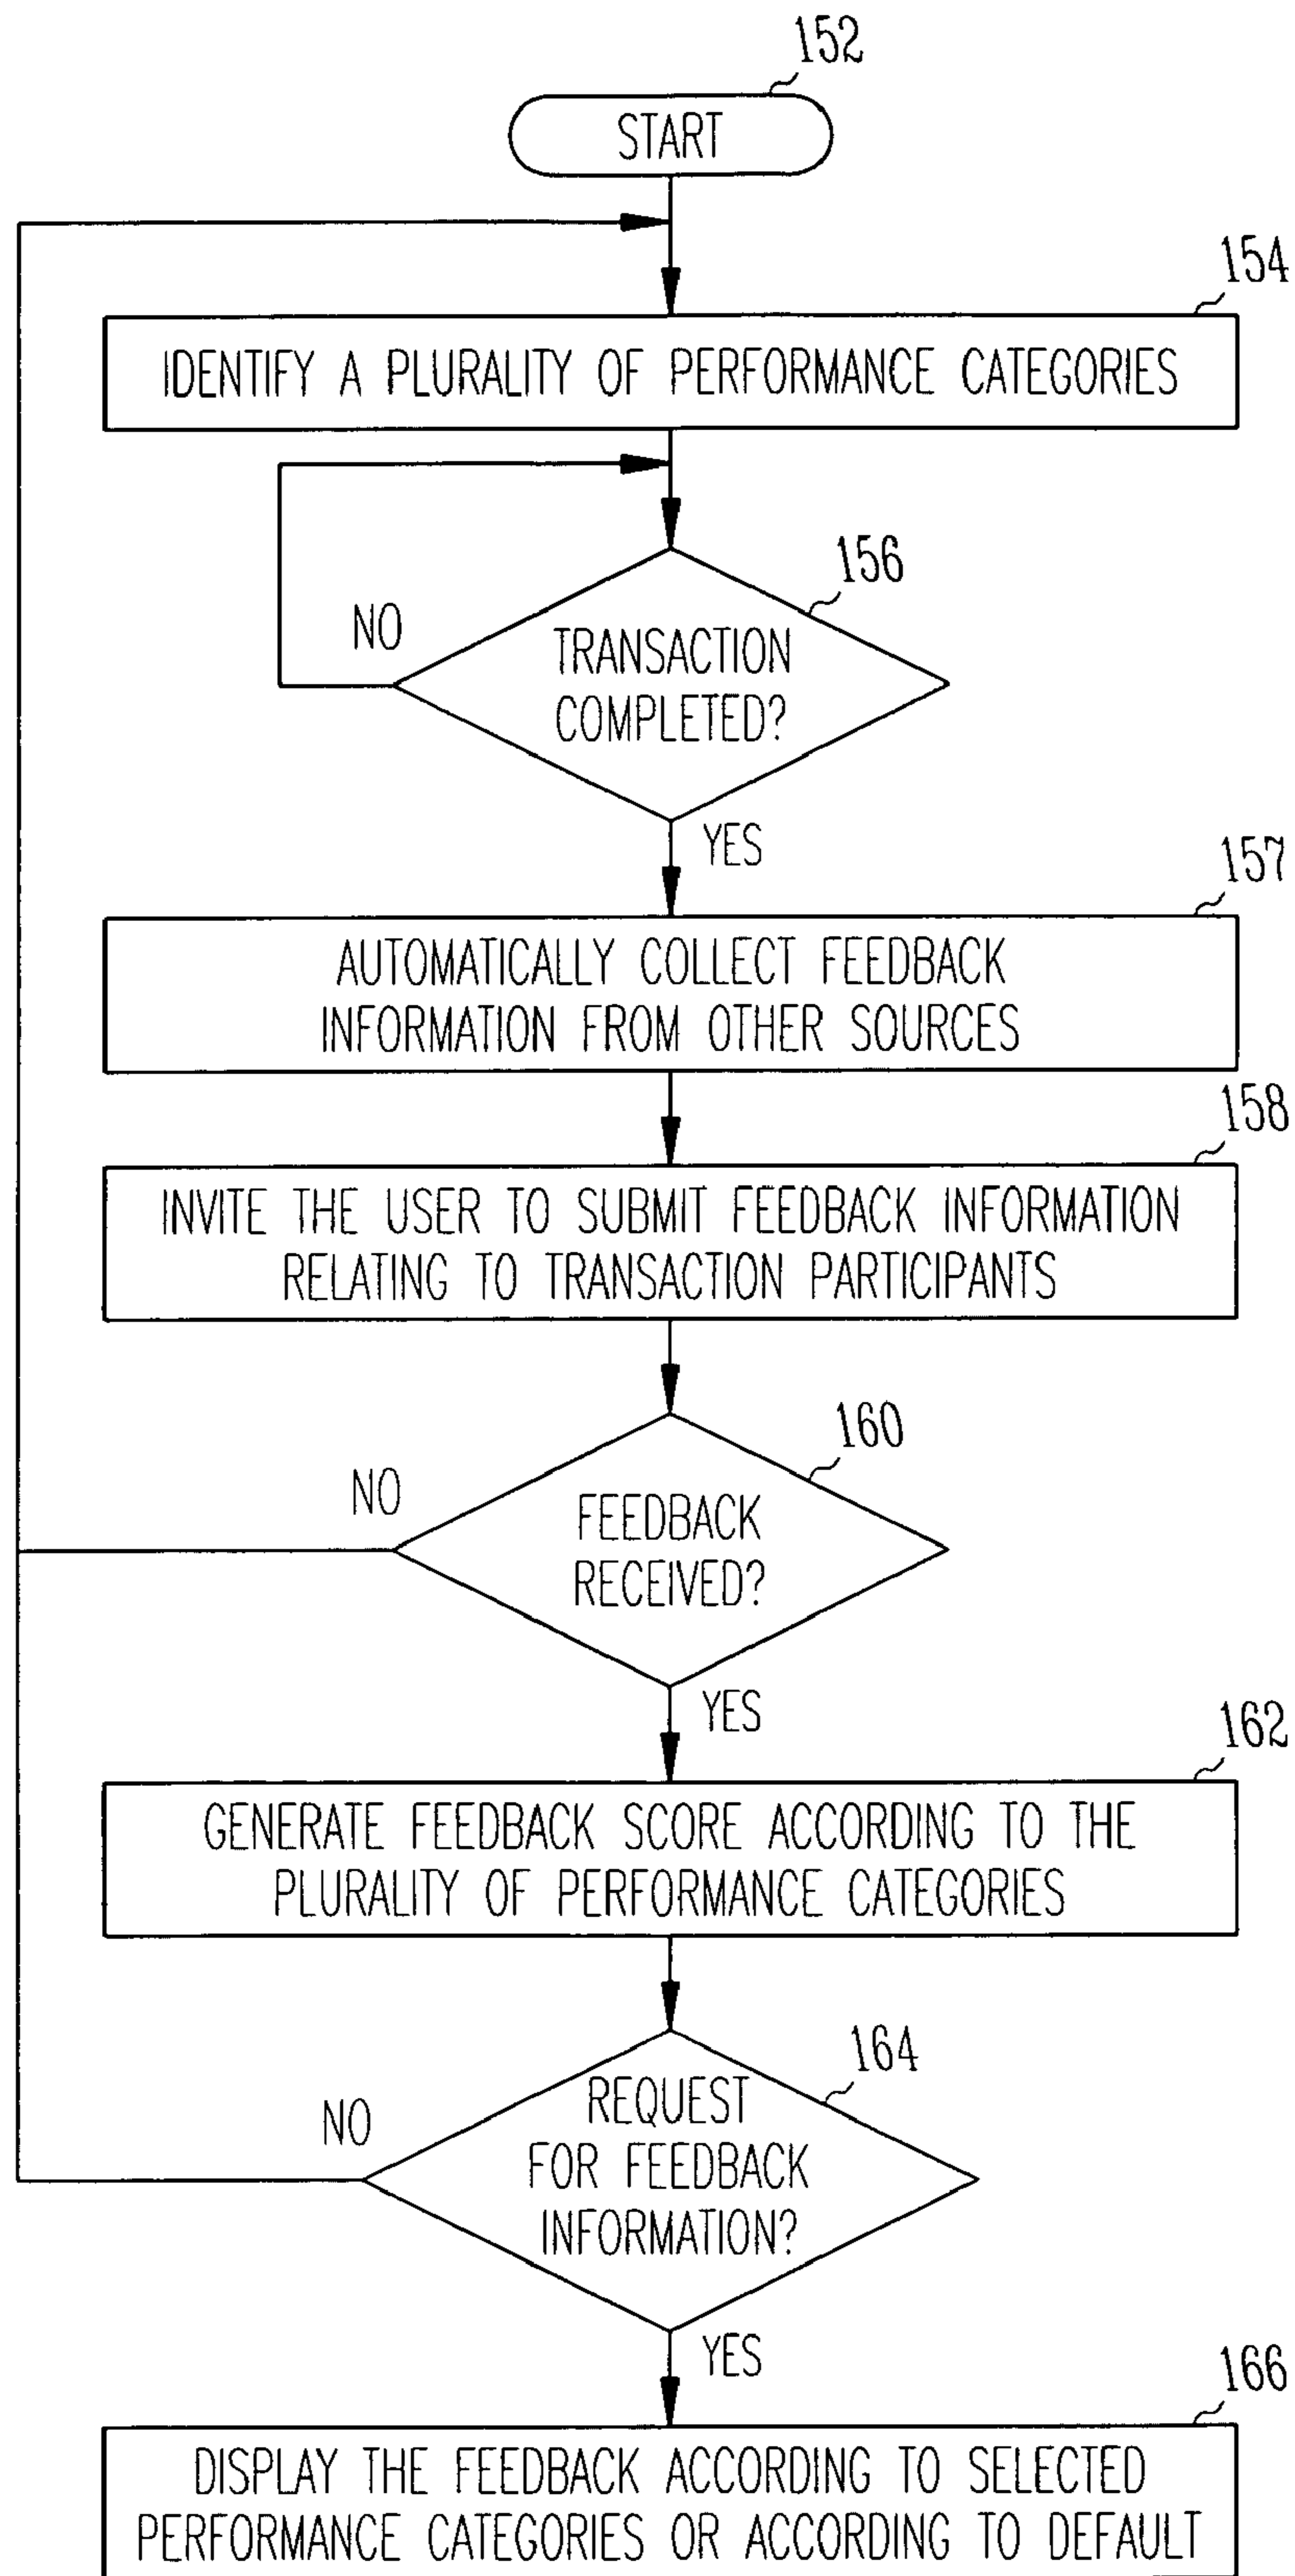 152
START
154
IDENTIFY A PLURALITY OF PERFORMANCE CATEGORIES
156
NO
TRANSACTION
COMPLETED?
YES
157
AUTOMATICALLY COLLECT FEEDBACK
INFORMATION FROM OTHER SOURCES
158
INVITE THE USER TO SUBMIT FEEDBACK INFORMATION
RELATING TO TRANSACTION PARTICIPANTS
160
NO
FEEDBACK
RECEIVED?
YES
162
GENERATE FEEDBACK SCORE ACCORDING TO THE
PLURALITY OF PERFORMANCE CATEGORIES
164
NO
REQUEST
FOR FEEDBACK
INFORMATION?
YES
166
DISPLAY THE FEEDBACK ACCORDING TO SELECTED
PERFORMANCE CATEGORIES OR ACCORDING TO DEFAULT